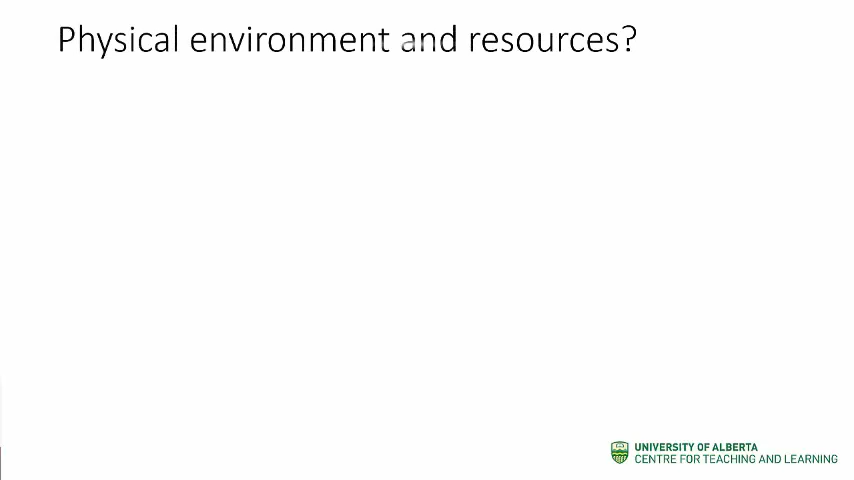 Physical environment and resources?
UNIVERSITY OF ALBERTA
CENTRE FOR TEACHING AND LEARNING